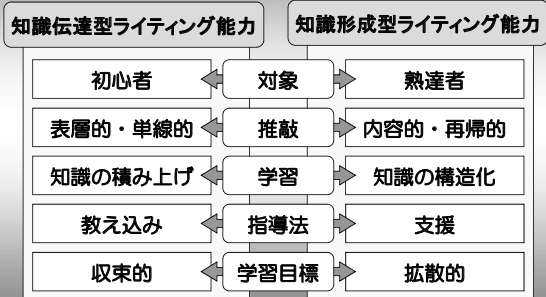 知識伝達型ライティング能力 知識形成型ライティング能力
初心者 対象 熟達者
表層的・単線的 推敲 内容的・再帰的
知識の積み上げ 学習 知識の構造化
教え込み 指導法 支援
収束的 学習目標 拡散的